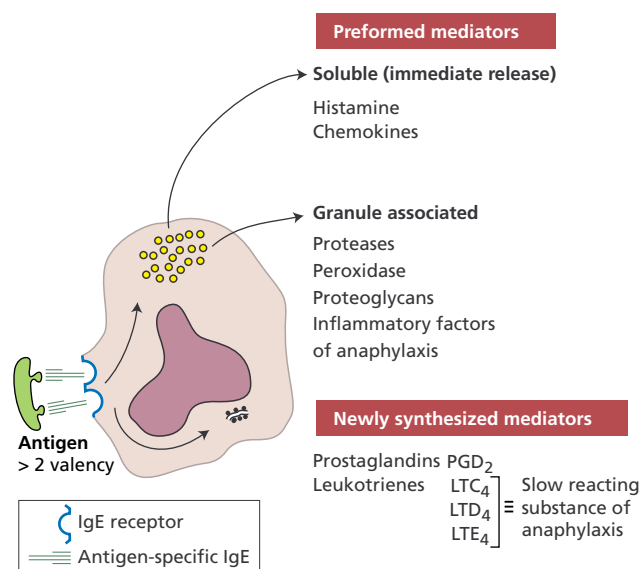 Preformed mediators
Soluble (immediate release)
Histamine
Chemokines
Granule associated
Proteases
Peroxidase
Proteoglycans
Inflammatory factors
of anaphylaxis
Antigen
> 2 valency
Newly synthesized mediators
Prostaglandins PGD₂
Leukotrienes LTC₄
LTD₄
LTE₄
≡ Slow reacting
substance of
anaphylaxis
IgE receptor
Antigen-specific IgE